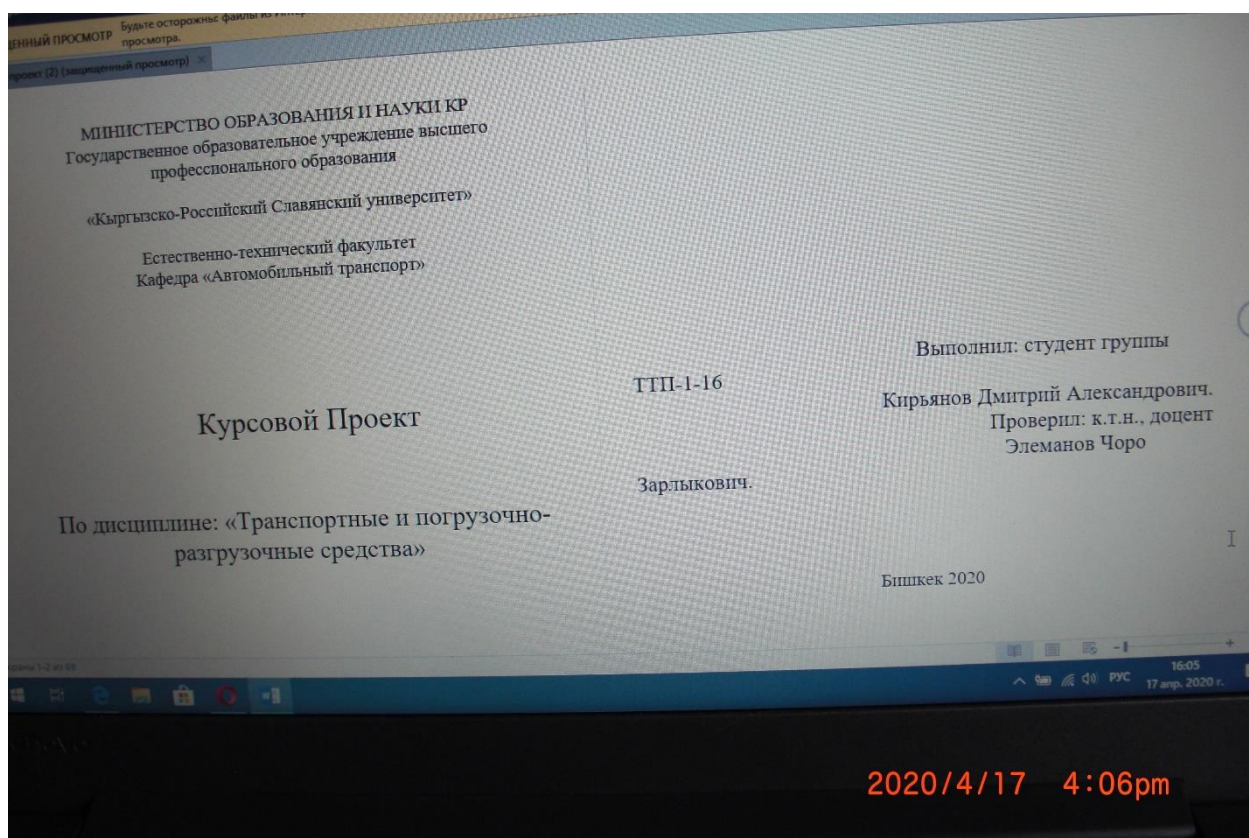 ЕННЫЙ ПРОСМОТР
Будьте осторожны: файлы из Интер
просмотра.
проект (2) (защищенный просмотр) ×
МИНИСТЕРСТВО ОБРАЗОВАНИЯ И НАУКИ КР
Государственное образовательное учреждение высшего
профессионального образования
«Кыргызско-Российский Славянский университет»
Естественно-технический факультет
Кафедра «Автомобильный транспорт»
Курсовой Проект
По дисциплине: «Транспортные и погрузочно-
разгрузочные средства»
Выполнил: студент группы
ТТП-1-16
Кирьянов Дмитрий Александрович.
Проверил: к.т.н., доцент
Элеманов Чоро
Зарлыкович.
Бишкек 2020
РУС
16:05
17 апр. 2020 г.
2020/4/17 4:06pm